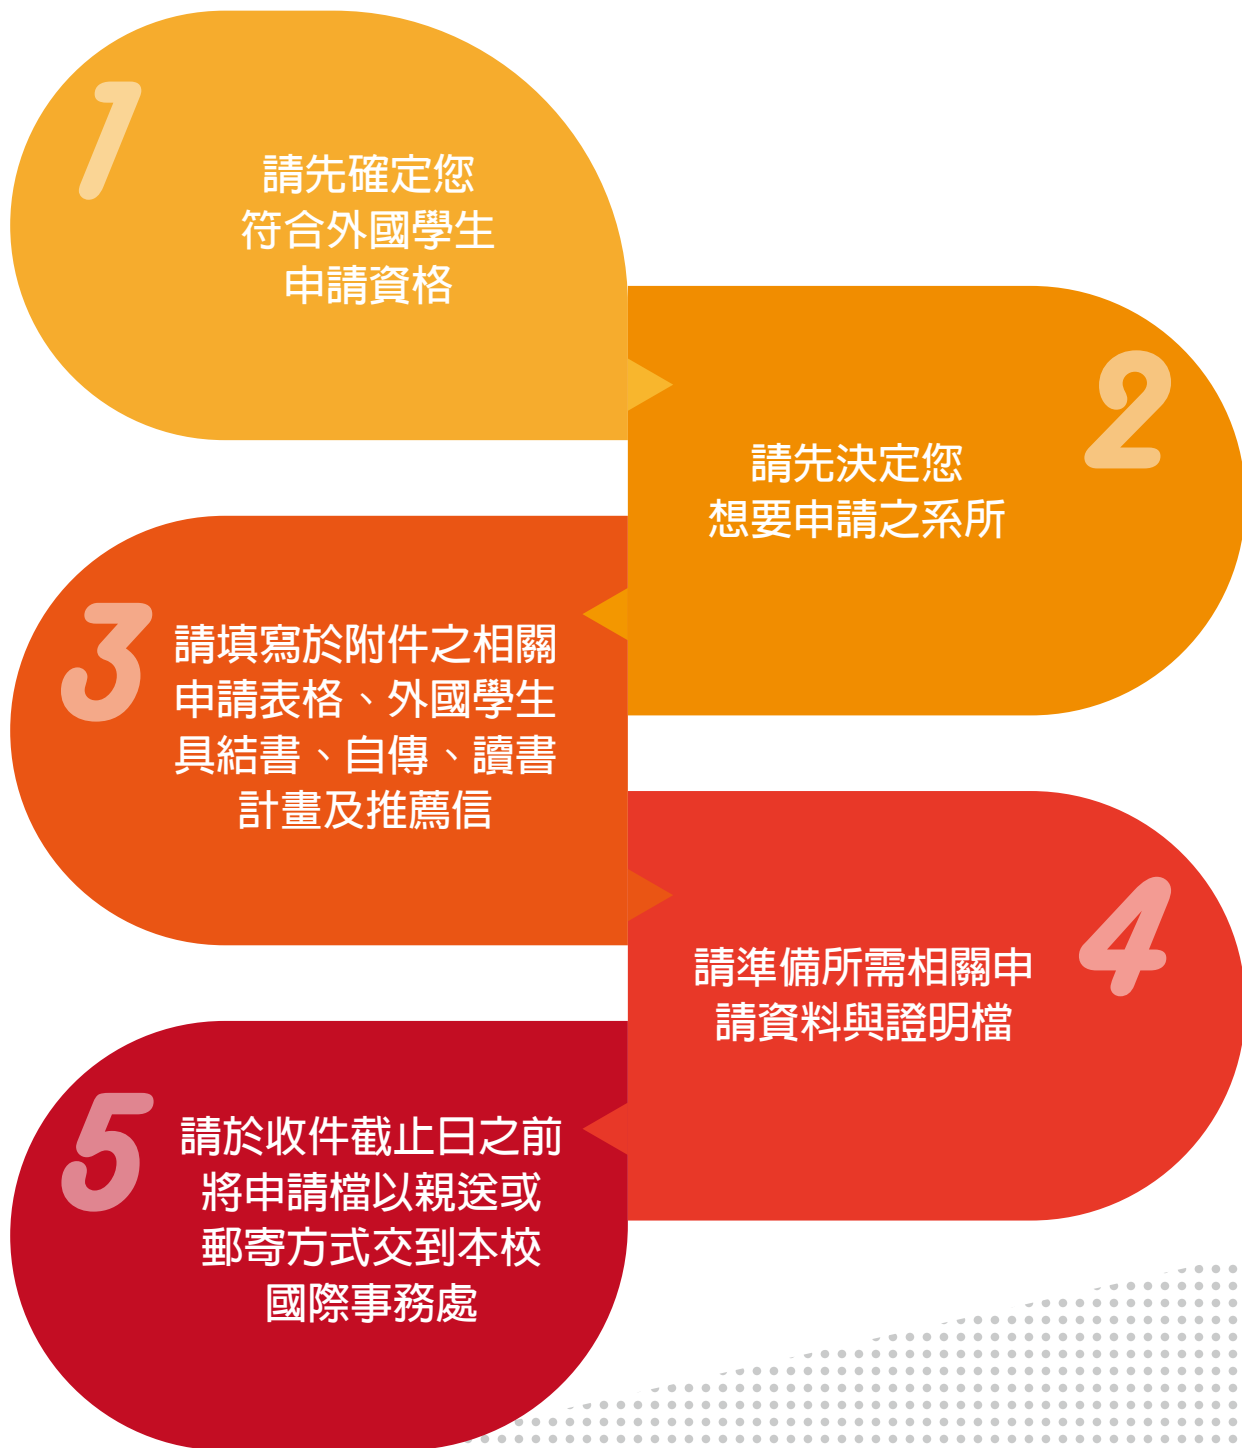 1
請先確定您
符合外國學生
申請資格
2
請先決定您
想要申請之系所
3
請填寫於附件之相關
申請表格、外國學生
具結書、自傳、讀書
計畫及推薦信
4
請準備所需相關申
請資料與證明檔
5
請於收件截止日之前
將申請檔以親送或
郵寄方式交到本校
國際事務處